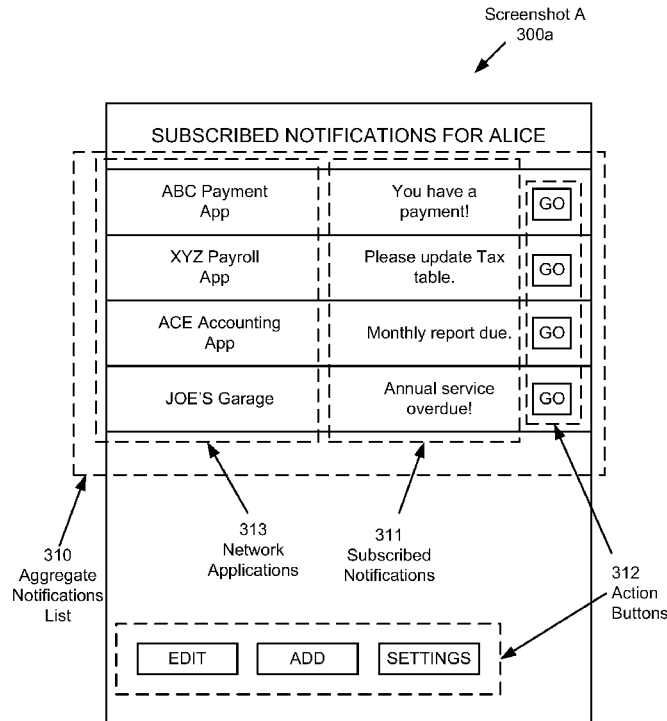 Screenshot A
300a
SUBSCRIBED NOTIFICATIONS FOR ALICE
ABC Payment
App
You have a
payment!
GO
XYZ Payroll
App
Please update Tax
table.
GO
ACE Accounting
App
Monthly report due.
GO
JOE'S Garage
Annual service
overdue!
GO
310
Aggregate
Notifications
List
313
Network
Applications
311
Subscribed
Notifications
312
Action
Buttons
EDIT
ADD
SETTINGS